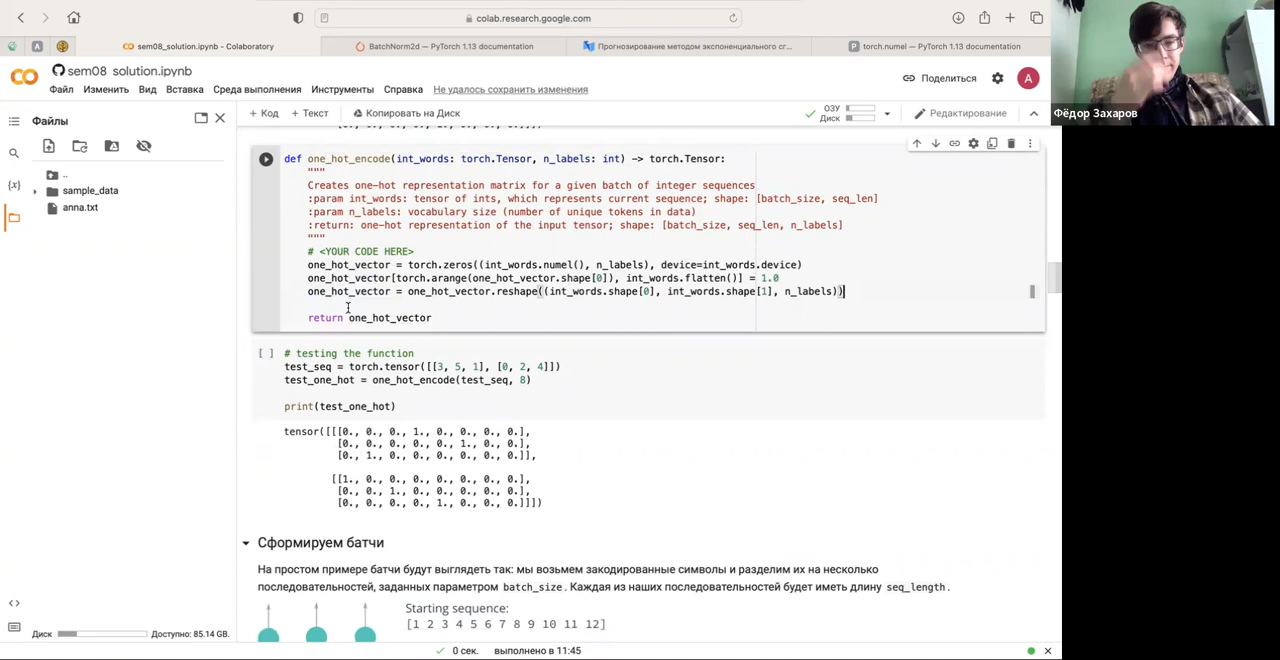 colab.research.google.com
sem08_solution.ipynb - Colaboratory
BatchNorm2d — PyTorch 1.13 documentation
Прогнозирование методом экспоненциального сг...
torch.numel — PyTorch 1.13 documentation
sem08_solution.ipynb
Файл Изменить Вид Вставка Среда выполнения Инструменты Справка Не удалось сохранить изменения
Поделиться
A
Фёдор Захаров
Файлы
+ Код + Текст Копировать на Диск
ОЗУ
Диск
Редактирование
..
sample_data
anna.txt
def one_hot_encode(int_words: torch.Tensor, n_labels: int) -> torch.Tensor:
"""
Creates one-hot representation matrix for a given batch of integer sequences
:param int_words: tensor of ints, which represents current sequence; shape: [batch_size, seq_len]
:param n_labels: vocabulary size (number of unique tokens in data)
:return: one-hot representation of the input tensor; shape: [batch_size, seq_len, n_labels]
"""
# <YOUR CODE HERE>
one_hot_vector = torch.zeros((int_words.numel(), n_labels), device=int_words.device)
one_hot_vector[torch.arange(one_hot_vector.shape[0]), int_words.flatten()] = 1.0
one_hot_vector = one_hot_vector.reshape((int_words.shape[0], int_words.shape[1], n_labels))
return one_hot_vector
[ ] # testing the function
test_seq = torch.tensor([[3, 5, 1], [0, 2, 4]])
test_one_hot = one_hot_encode(test_seq, 8)
print(test_one_hot)
tensor([[[0., 0., 0., 1., 0., 0., 0., 0.],
[0., 0., 0., 0., 0., 1., 0., 0.],
[0., 1., 0., 0., 0., 0., 0., 0.]],
[[1., 0., 0., 0., 0., 0., 0., 0.],
[0., 0., 1., 0., 0., 0., 0., 0.],
[0., 0., 0., 0., 1., 0., 0., 0.]]])
Сформируем батчи
На простом примере батчи будут выглядеть так: мы возьмем закодированные символы и разделим их на несколько
последовательностей, заданных параметром batch_size. Каждая из наших последовательностей будет иметь длину seq_length.
Starting sequence:
[1 2 3 4 5 6 7 8 9 10 11 12]
Диск Доступно: 85.14 GB.
0 сек. выполнено в 11:45